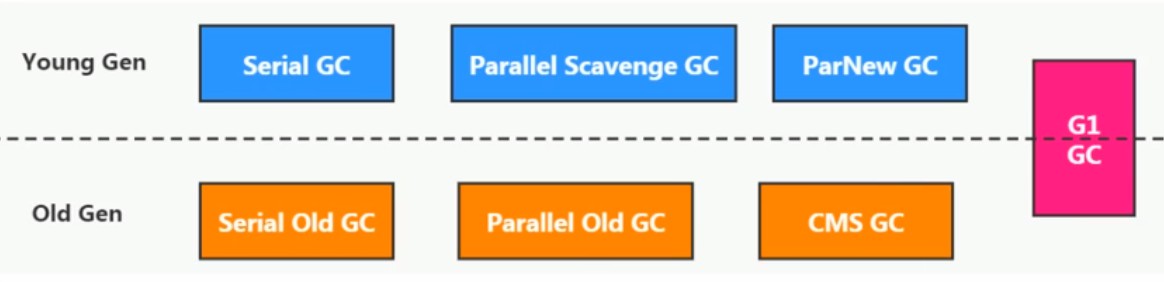 Young Gen
Serial GC
Parallel Scavenge GC
ParNew GC
G1
GC
Old Gen
Serial Old GC
Parallel Old GC
CMS GC